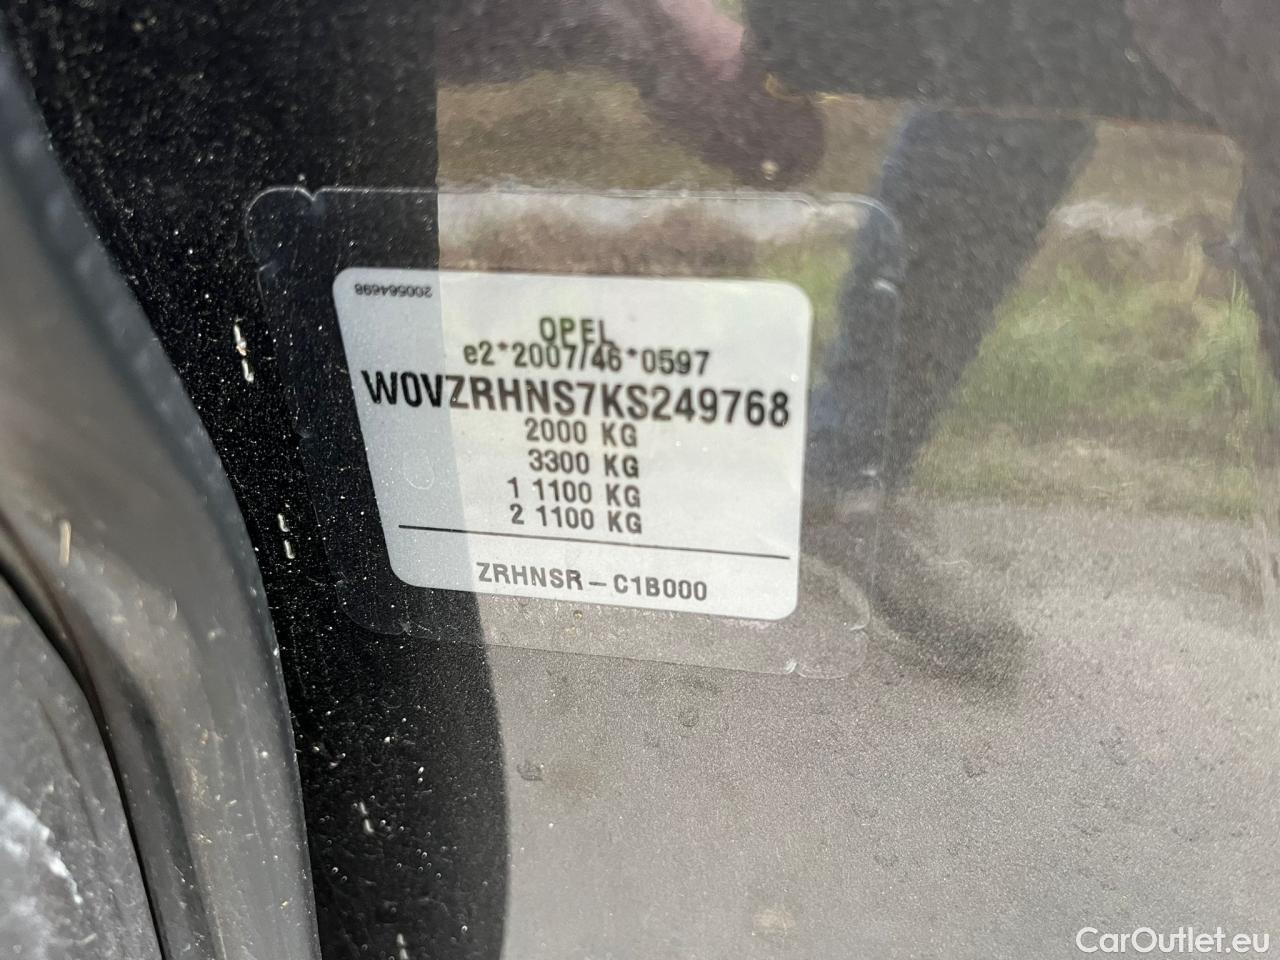 200564698
OPEL
e2*2007/46*0597
W0VZRHNS7KS249768
2000 KG
3300 KG
1 1100 KG
2 1100 KG
ZRHNSR-C1B000
CarOutlet.eu